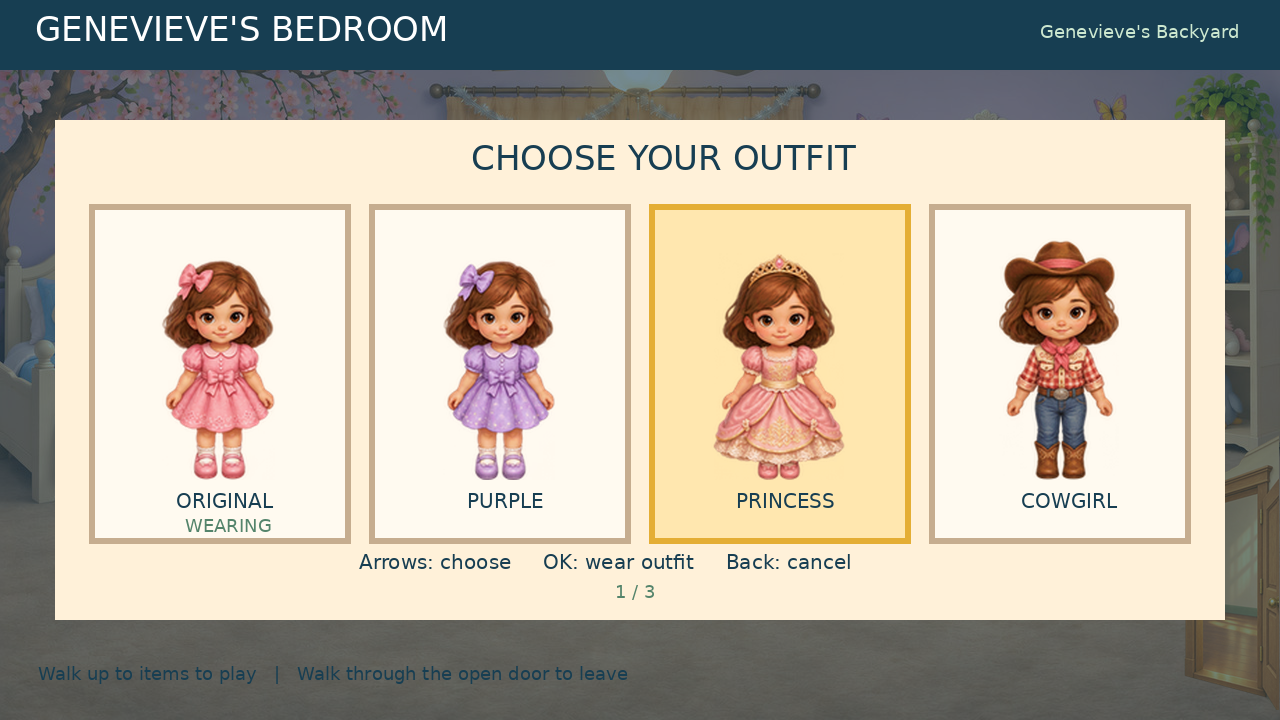 GENEVIEVE'S BEDROOM
Genevieve's Backyard
CHOOSE YOUR OUTFIT
ORIGINAL
WEARING
PURPLE
PRINCESS
COWGIRL
Arrows: choose OK: wear outfit Back: cancel
1 / 3
Walk up to items to play | Walk through the open door to leave